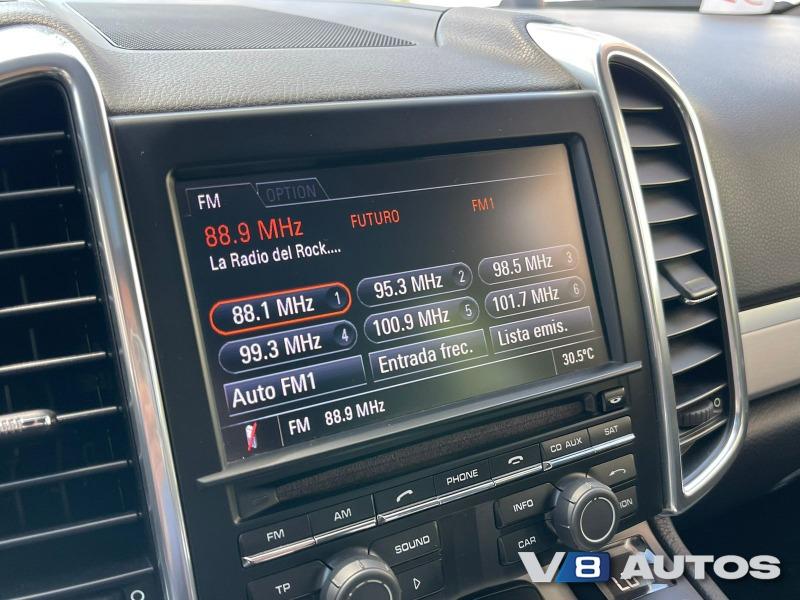 FM OPTION
88.9 MHz FUTURO FM1
La Radio del Rock....
88.1 MHz 1 95.3 MHz 2 98.5 MHz 3
99.3 MHz 4 100.9 MHz 5 101.7 MHz 6
Auto FM1 Entrada frec. Lista emis.
FM 88.9 MHz 30.5°C
FM AM PHONE CD AUX SAT
TP SOUND INFO
CAR
V8 AUTOS